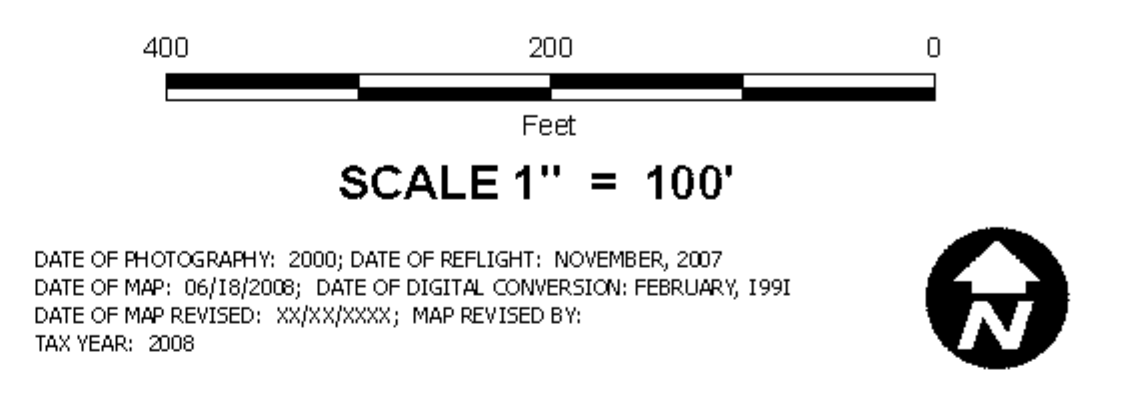 400 200 0
Feet
SCALE 1" = 100'
DATE OF PHOTOGRAPHY: 2000; DATE OF REFLIGHT: NOVEMBER, 2007
DATE OF MAP: 06/I8/2008; DATE OF DIGITAL CONVERSION: FEBRUARY, I99I
DATE OF MAP REVISED: XX/XX/XXXX; MAP REVISED BY:
TAX YEAR: 2008
N